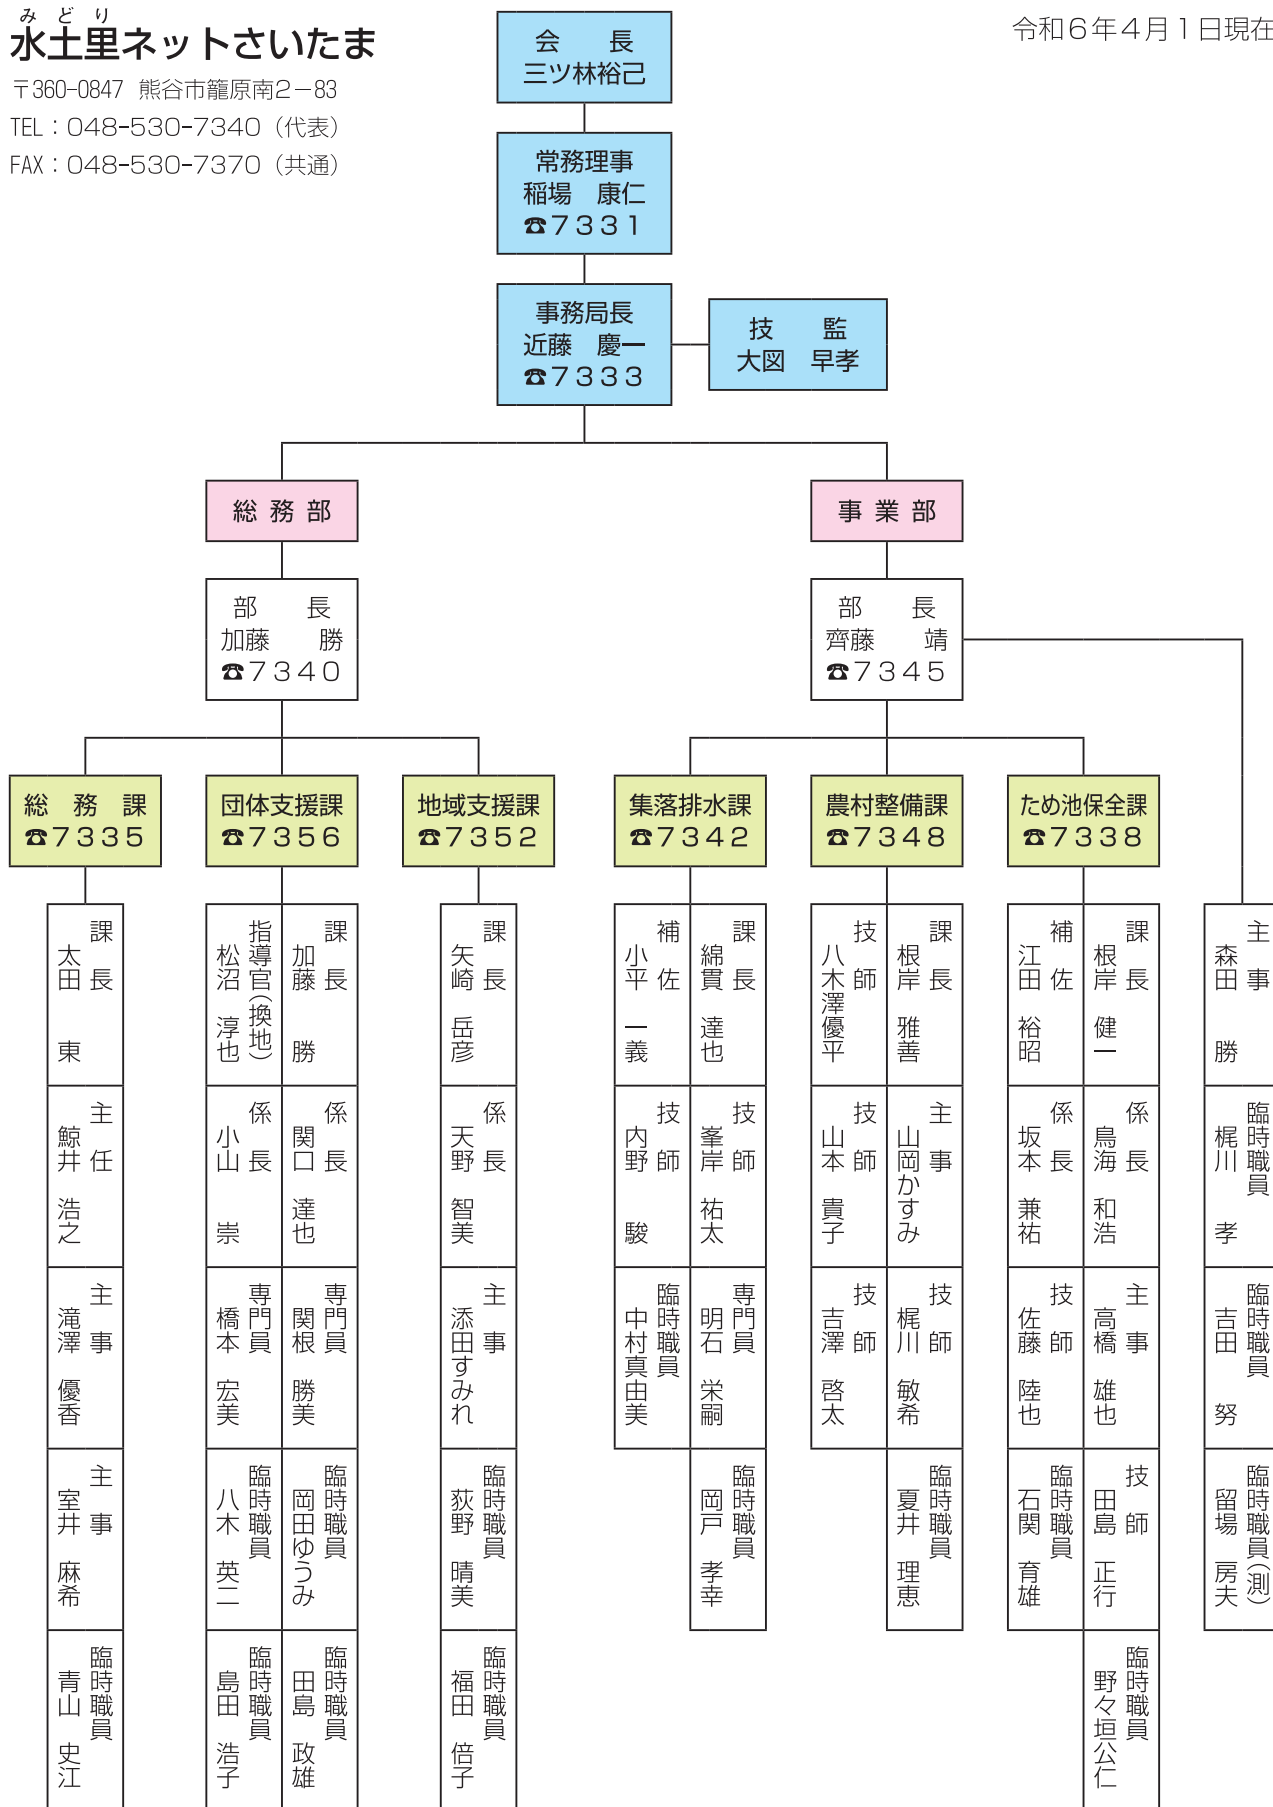 みどり
水土里ネットさいたま
〒360-0847 熊谷市籠原南2－83
TEL：048-530-7340（代表）
FAX：048-530-7370（共通）
令和6年4月1日現在
会　長
三ツ林裕己
常務理事
稲場　康仁
☎7331
事務局長
近藤　慶一
☎7333
技　監
大図　早孝
総務部
部　長
加藤　勝
☎7340
事業部
部　長
齊藤　靖
☎7345
総務課
☎7335
課長
太田　東
主任
鯨井　浩之
主事
滝澤　優香
主事
室井　麻希
臨時職員
青山　史江
団体支援課
☎7356
課長
加藤　勝
係長
関口　達也
専門員
関根　勝美
臨時職員
岡田ゆうみ
臨時職員
田島　政雄
指導官（換地）
松沼　淳也
係長
小山　崇
専門員
橋本　宏美
臨時職員
八木　英二
臨時職員
島田　浩子
地域支援課
☎7352
課長
矢崎　岳彦
係長
天野　智美
主事
添田すみれ
臨時職員
荻野　晴美
臨時職員
福田　倍子
集落排水課
☎7342
課長
綿貫　達也
技師
峯岸　祐太
専門員
明石　栄嗣
臨時職員
岡戸　孝幸
補佐
小平　一義
技師
内野　駿
臨時職員
中村真由美
農村整備課
☎7348
課長
根岸　雅善
主事
山岡かすみ
技師
梶川　敏希
臨時職員
夏井　理恵
技師
八木澤優平
技師
山本　貴子
技師
吉澤　啓太
ため池保全課
☎7338
課長
根岸　健一
係長
鳥海　和浩
主事
高橋　雄也
技師
田島　正行
臨時職員
野々垣公仁
補佐
江田　裕昭
係長
坂本　兼祐
技師
佐藤　陸也
臨時職員
石関　育雄
主事
森田　勝
臨時職員
梶川　孝
臨時職員
吉田　努
臨時職員（測）
留場　房夫